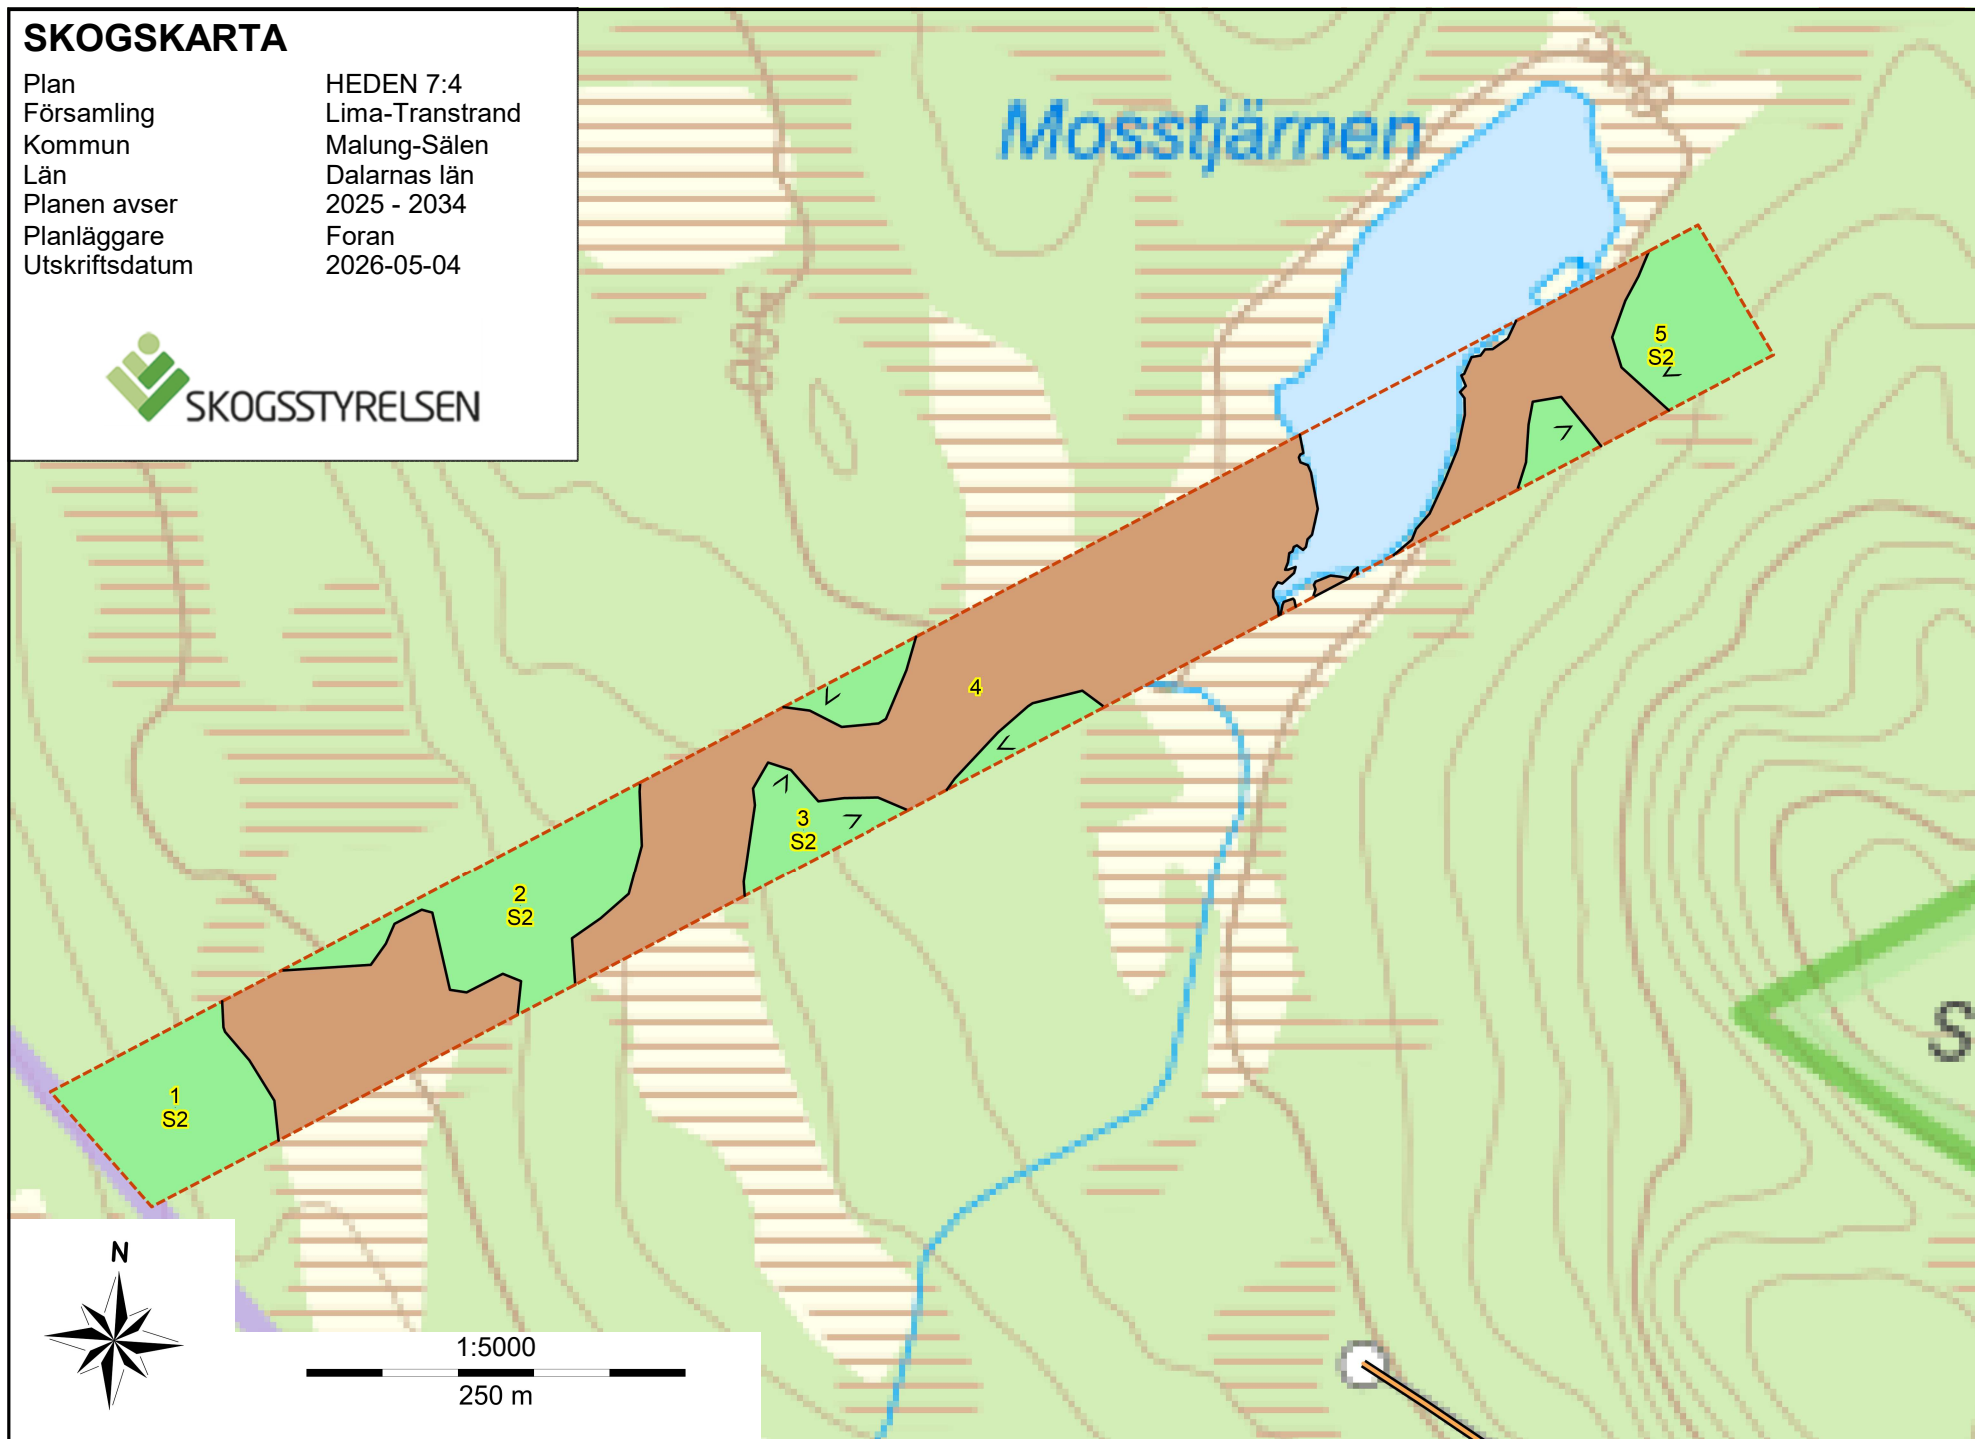 SKOGSKARTA
Plan HEDEN 7:4
Församling Lima-Transtrand
Kommun Malung-Sälen
Län Dalarnas län
Planen avser 2025 - 2034
Planläggare Foran
Utskriftsdatum 2026-05-04
SKOGSSTYRELSEN
Mosstjärnen
5
S2
4
3
S2
2
S2
1
S2
S
N
1:5000
250 m